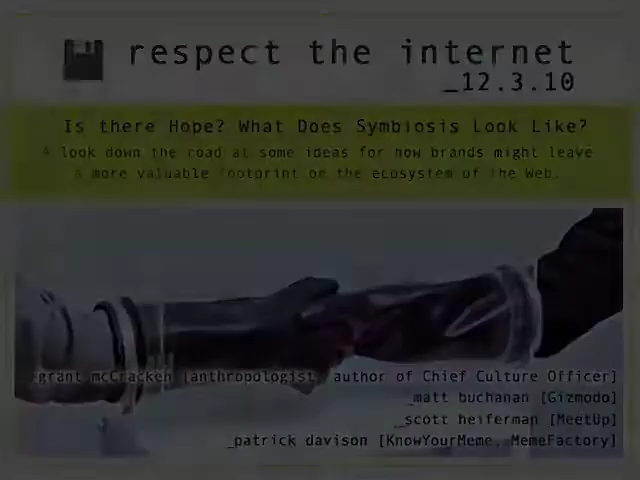 respect the internet
_12.3.10
Is there Hope? What Does Symbiosis Look Like?
A look down the road at some ideas for how brands might leave
a more valuable footprint on the ecosystem of the Web.
_grant mcCracken [anthropologist, author of Chief Culture Officer]
_matt buchanan [Gizmodo]
_scott heiferman [MeetUp]
_patrick davison [KnowYourMeme, MemeFactory]